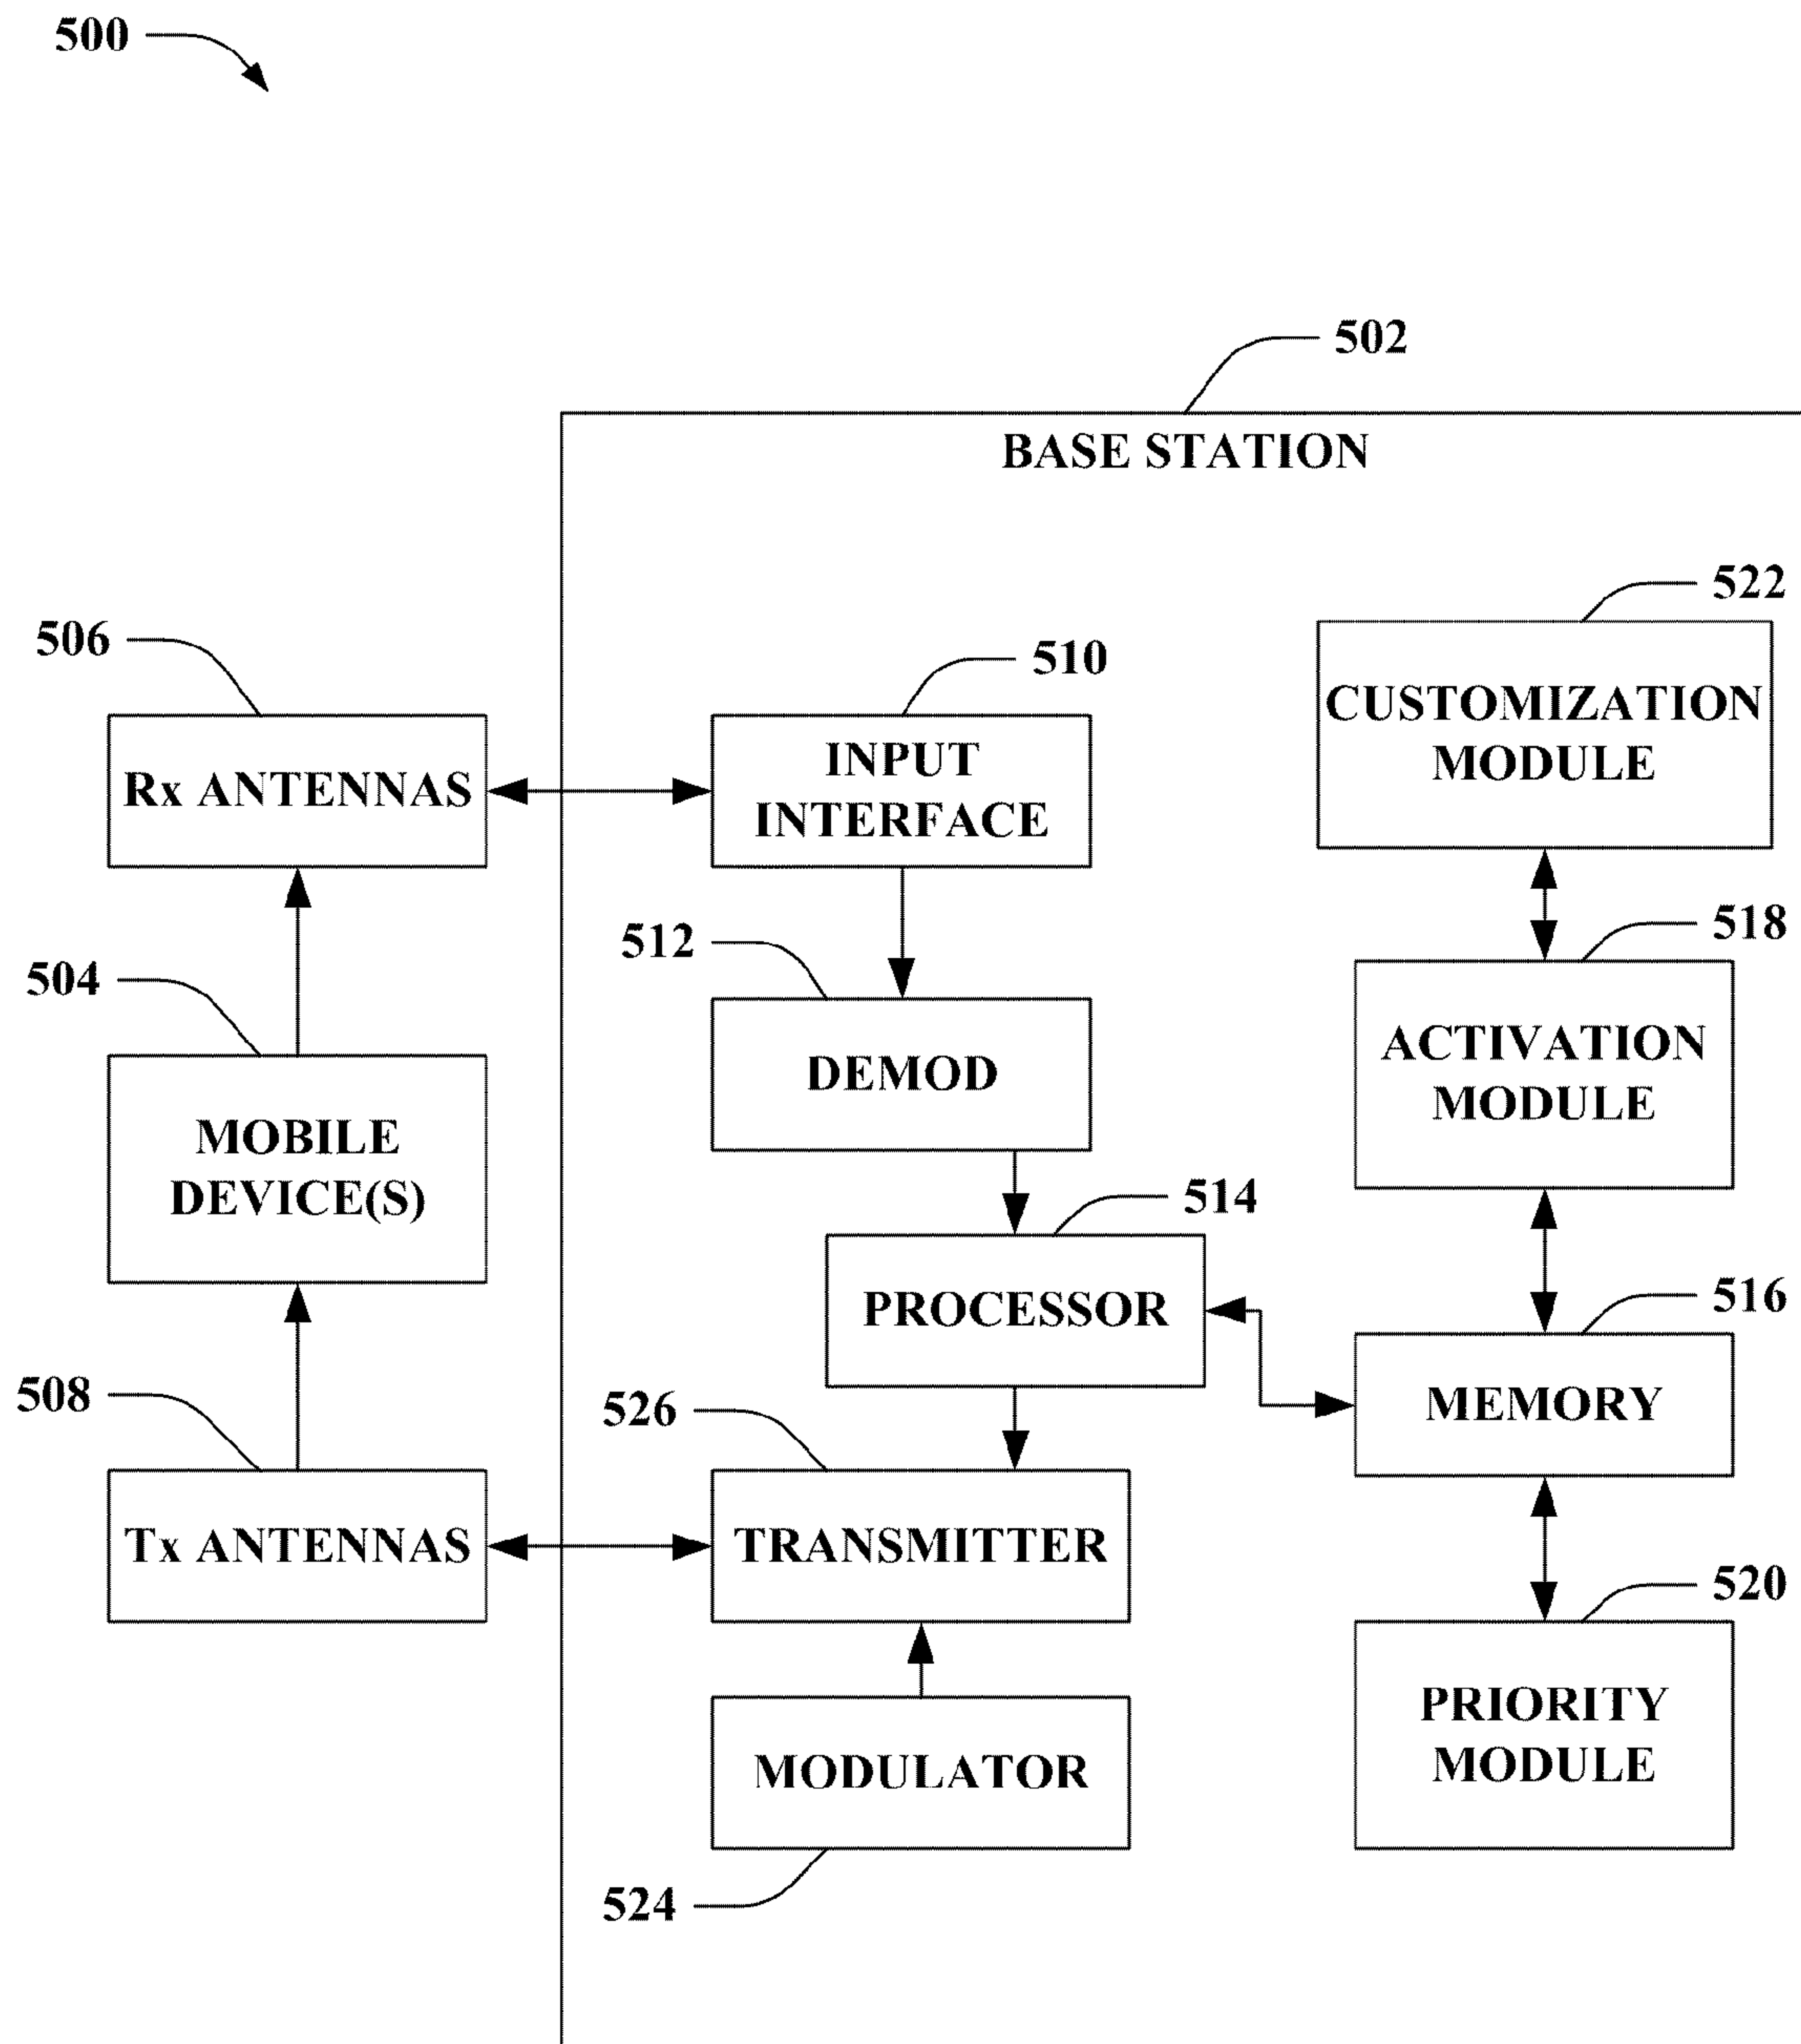 500
502
BASE STATION
522
CUSTOMIZATION
MODULE
506
Rx ANTENNAS
510
INPUT
INTERFACE
512
DEMOD
518
ACTIVATION
MODULE
504
MOBILE
DEVICE(S)
514
PROCESSOR
516
MEMORY
508
Tx ANTENNAS
526
TRANSMITTER
520
PRIORITY
MODULE
MODULATOR
524